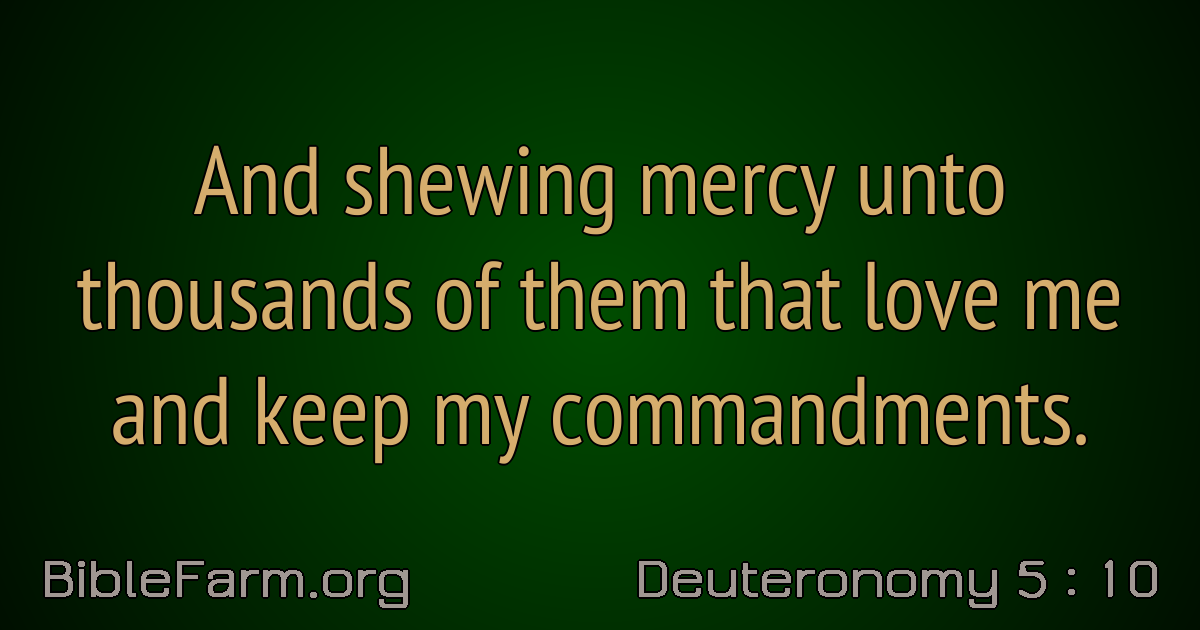 And shewing mercy unto
thousands of them that love me
and keep my commandments.
BibleFarm.org
Deuteronomy 5 : 10